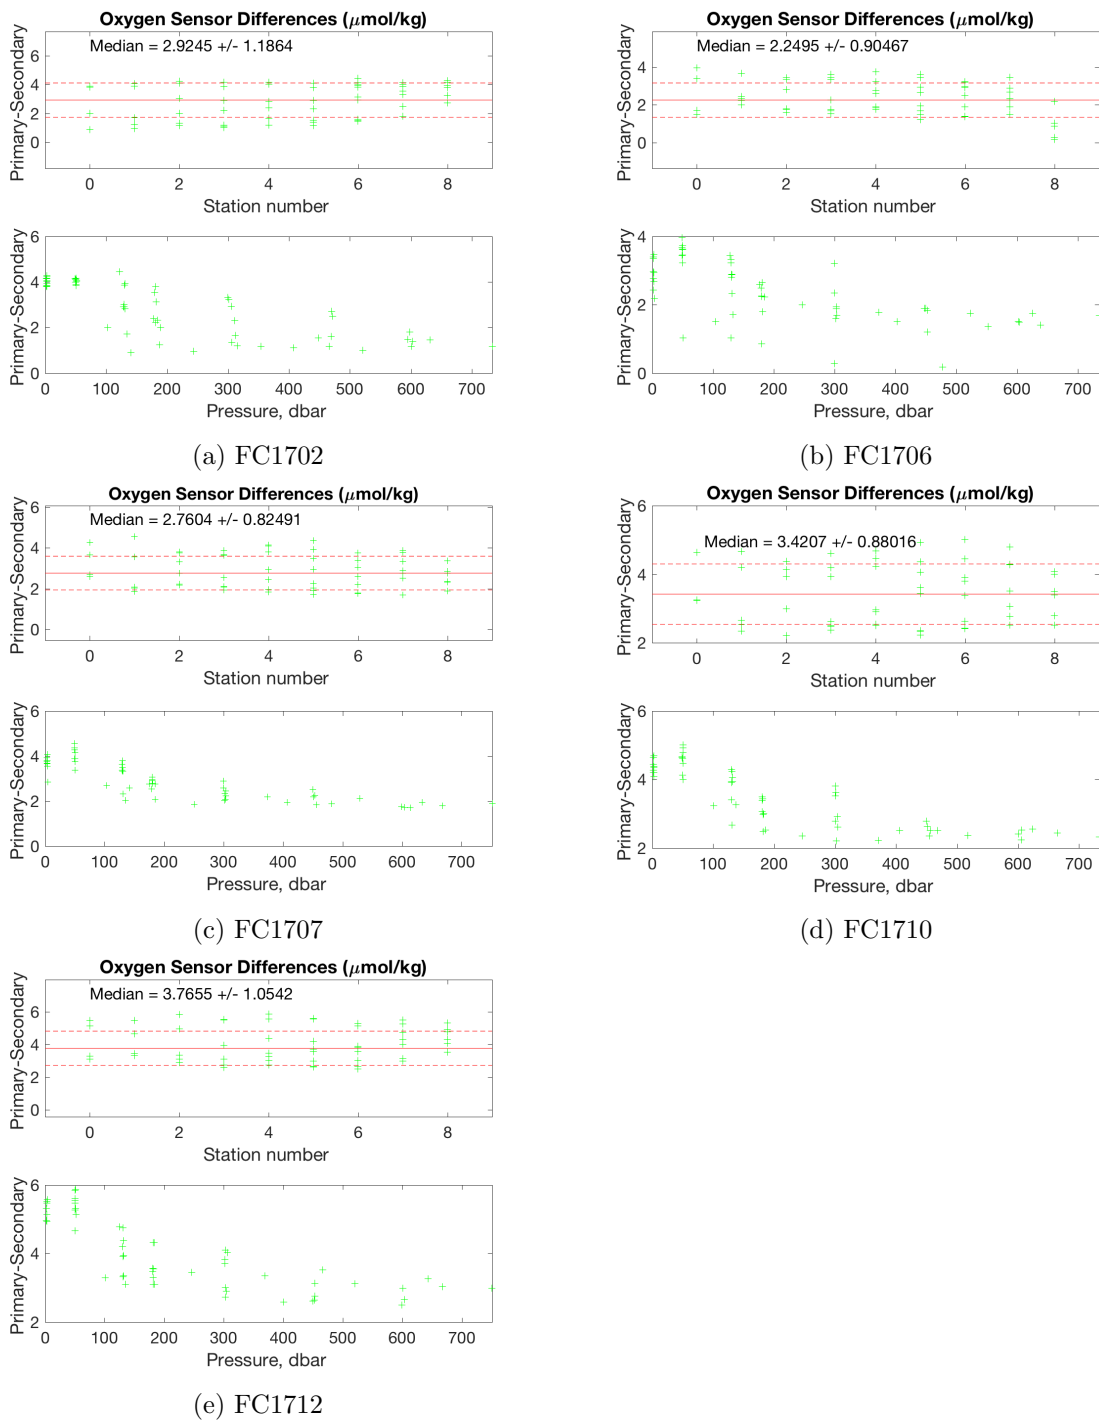 Oxygen Sensor Differences (μmol/kg)
Median = 2.9245 +/- 1.1864
Primary-Secondary
6
4
2
0
0 2 4 6 8
Station number
Primary-Secondary
6
4
2
0
0 100 200 300 400 500 600 700
Pressure, dbar
(a) FC1702
Oxygen Sensor Differences (μmol/kg)
Median = 2.2495 +/- 0.90467
Primary-Secondary
4
2
0
0 2 4 6 8
Station number
Primary-Secondary
4
2
0
0 100 200 300 400 500 600 700
Pressure, dbar
(b) FC1706
Oxygen Sensor Differences (μmol/kg)
Median = 2.7604 +/- 0.82491
Primary-Secondary
6
4
2
0
0 2 4 6 8
Station number
Primary-Secondary
6
4
2
0
0 100 200 300 400 500 600 700
Pressure, dbar
(c) FC1707
Oxygen Sensor Differences (μmol/kg)
Median = 3.4207 +/- 0.88016
Primary-Secondary
6
4
2
0 2 4 6 8
Station number
Primary-Secondary
6
4
2
0 100 200 300 400 500 600 700
Pressure, dbar
(d) FC1710
Oxygen Sensor Differences (μmol/kg)
Median = 3.7655 +/- 1.0542
Primary-Secondary
6
4
2
0
0 2 4 6 8
Station number
Primary-Secondary
6
4
2
0 100 200 300 400 500 600 700
Pressure, dbar
(e) FC1712